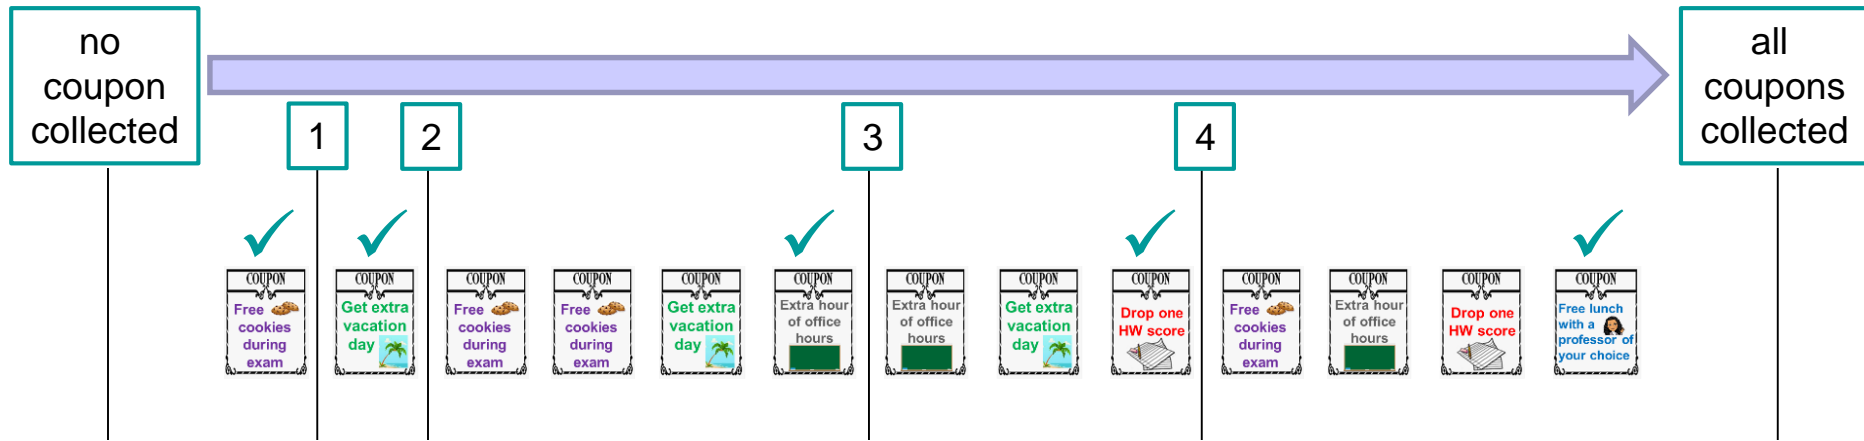 no
coupon
collected
all
coupons
collected
1
2
3
4
COUPON
Free
cookies
during
exam
COUPON
Get extra
vacation
day
COUPON
Free
cookies
during
exam
COUPON
Free
cookies
during
exam
COUPON
Get extra
vacation
day
COUPON
Extra hour
of office
hours
COUPON
Extra hour
of office
hours
COUPON
Get extra
vacation
day
COUPON
Drop one
HW score
COUPON
Free
cookies
during
exam
COUPON
Extra hour
of office
hours
COUPON
Drop one
HW score
COUPON
Free lunch
with a
professor of
your choice